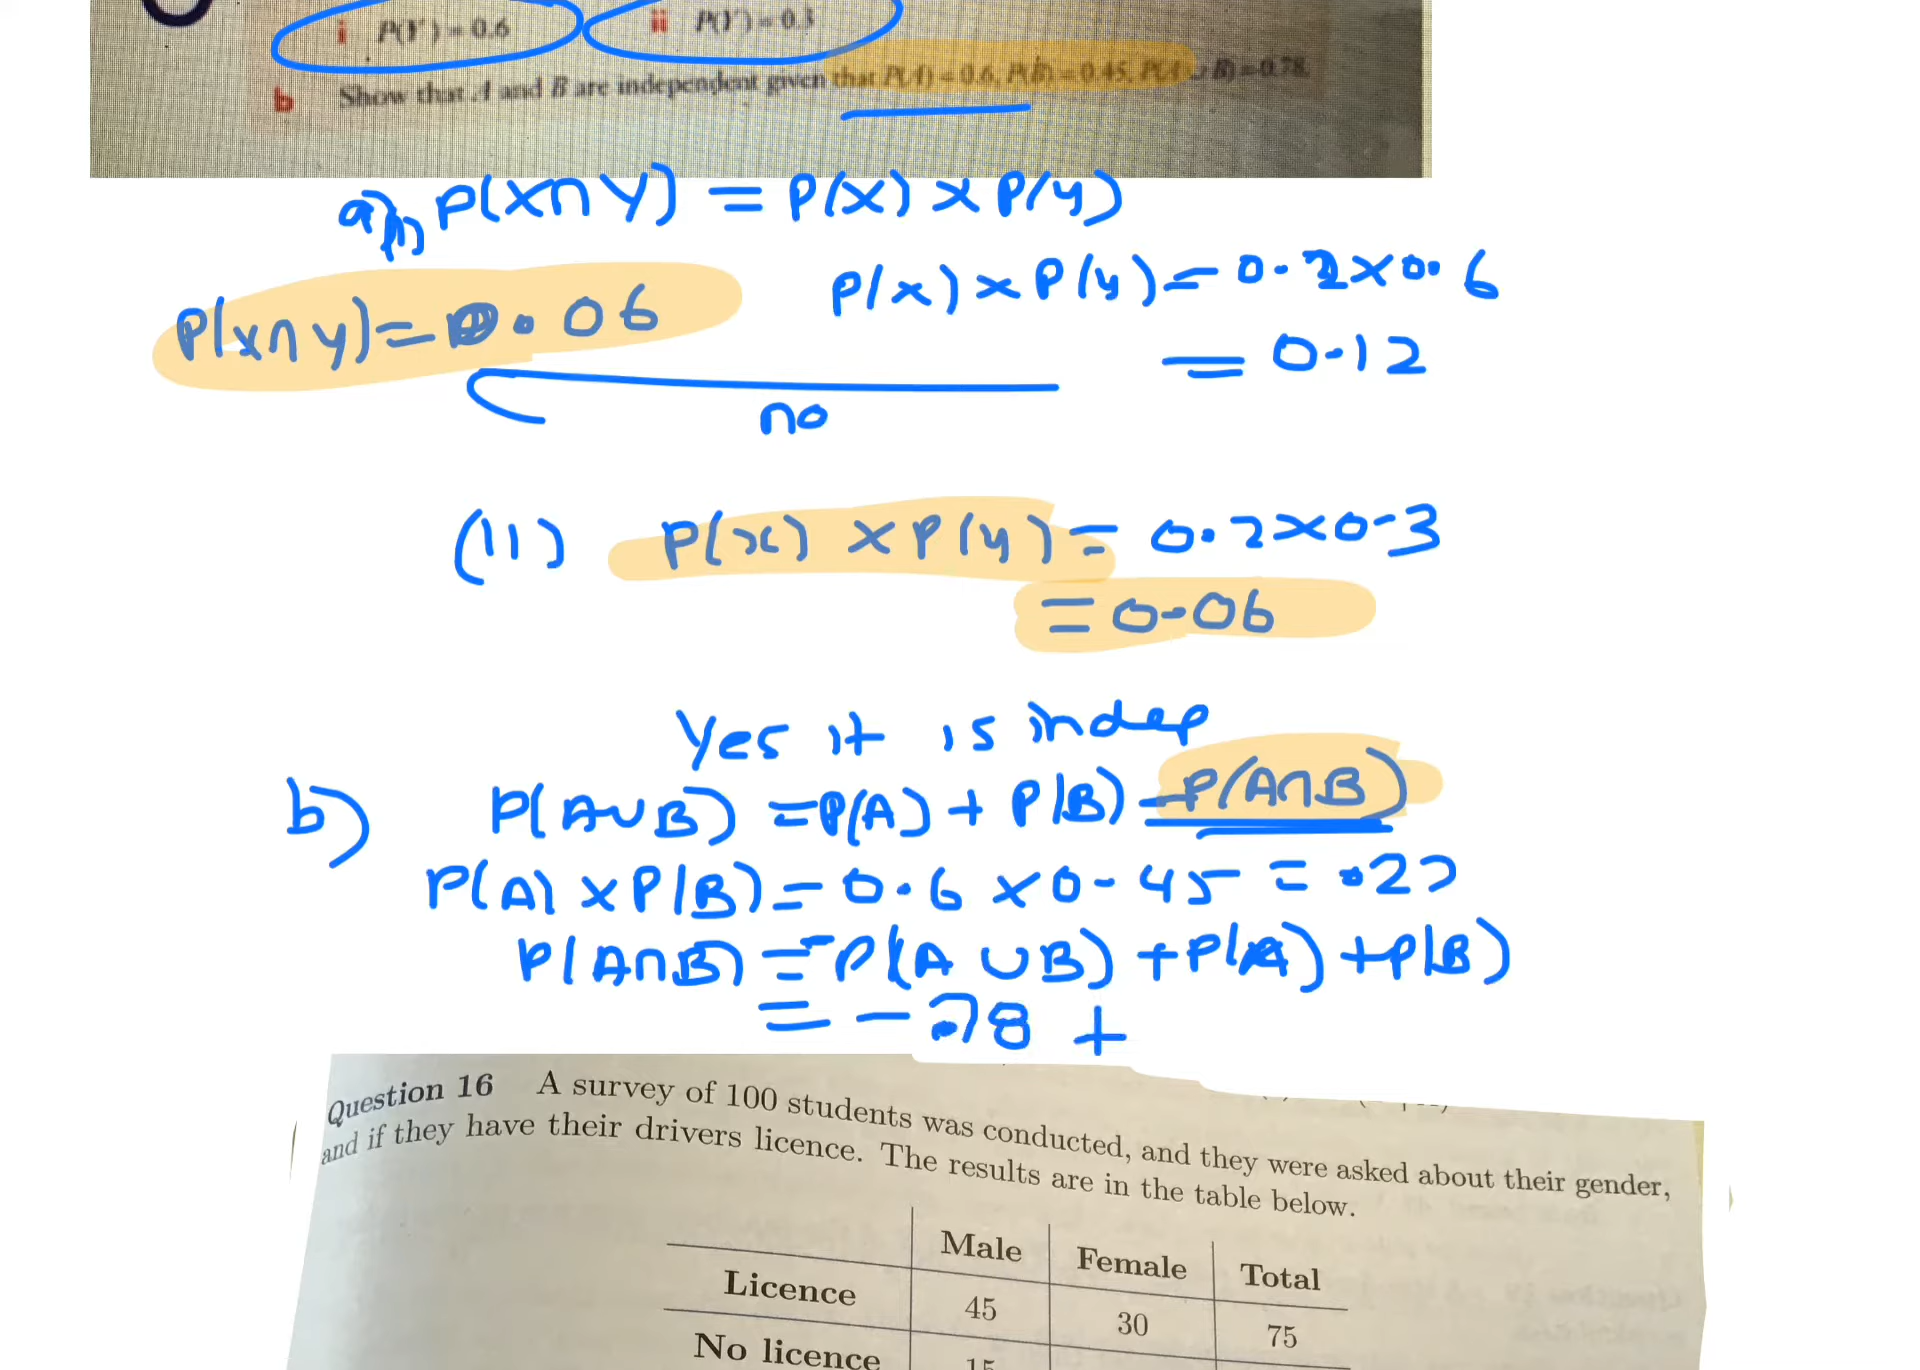 i P(Y) = 0.6 ii P(Y) = 0.3
b Show that A and B are independent given that P(A) = 0.6, P(B) = 0.45, P(A ∪ B) = 0.78.
a) i) P(X∩Y) = P(X) × P(Y)
P(X) × P(Y) = 0.2 × 0.6
P(X∩Y) = 0.06
= 0.12
no
(ii) P(x) × P(y) = 0.2 × 0.3
= 0.06
Yes it is indep
b) P(A∪B) = P(A) + P(B) – P(A∩B)
P(A) × P(B) = 0.6 × 0.45 = .27
P(A∩B) = – P(A ∪ B) + P(A) + P(B)
= – .78 +
Question 16 A survey of 100 students was conducted, and they were asked about their gender,
and if they have their drivers licence. The results are in the table below.
Male Female Total
Licence 45 30 75
No licence 15